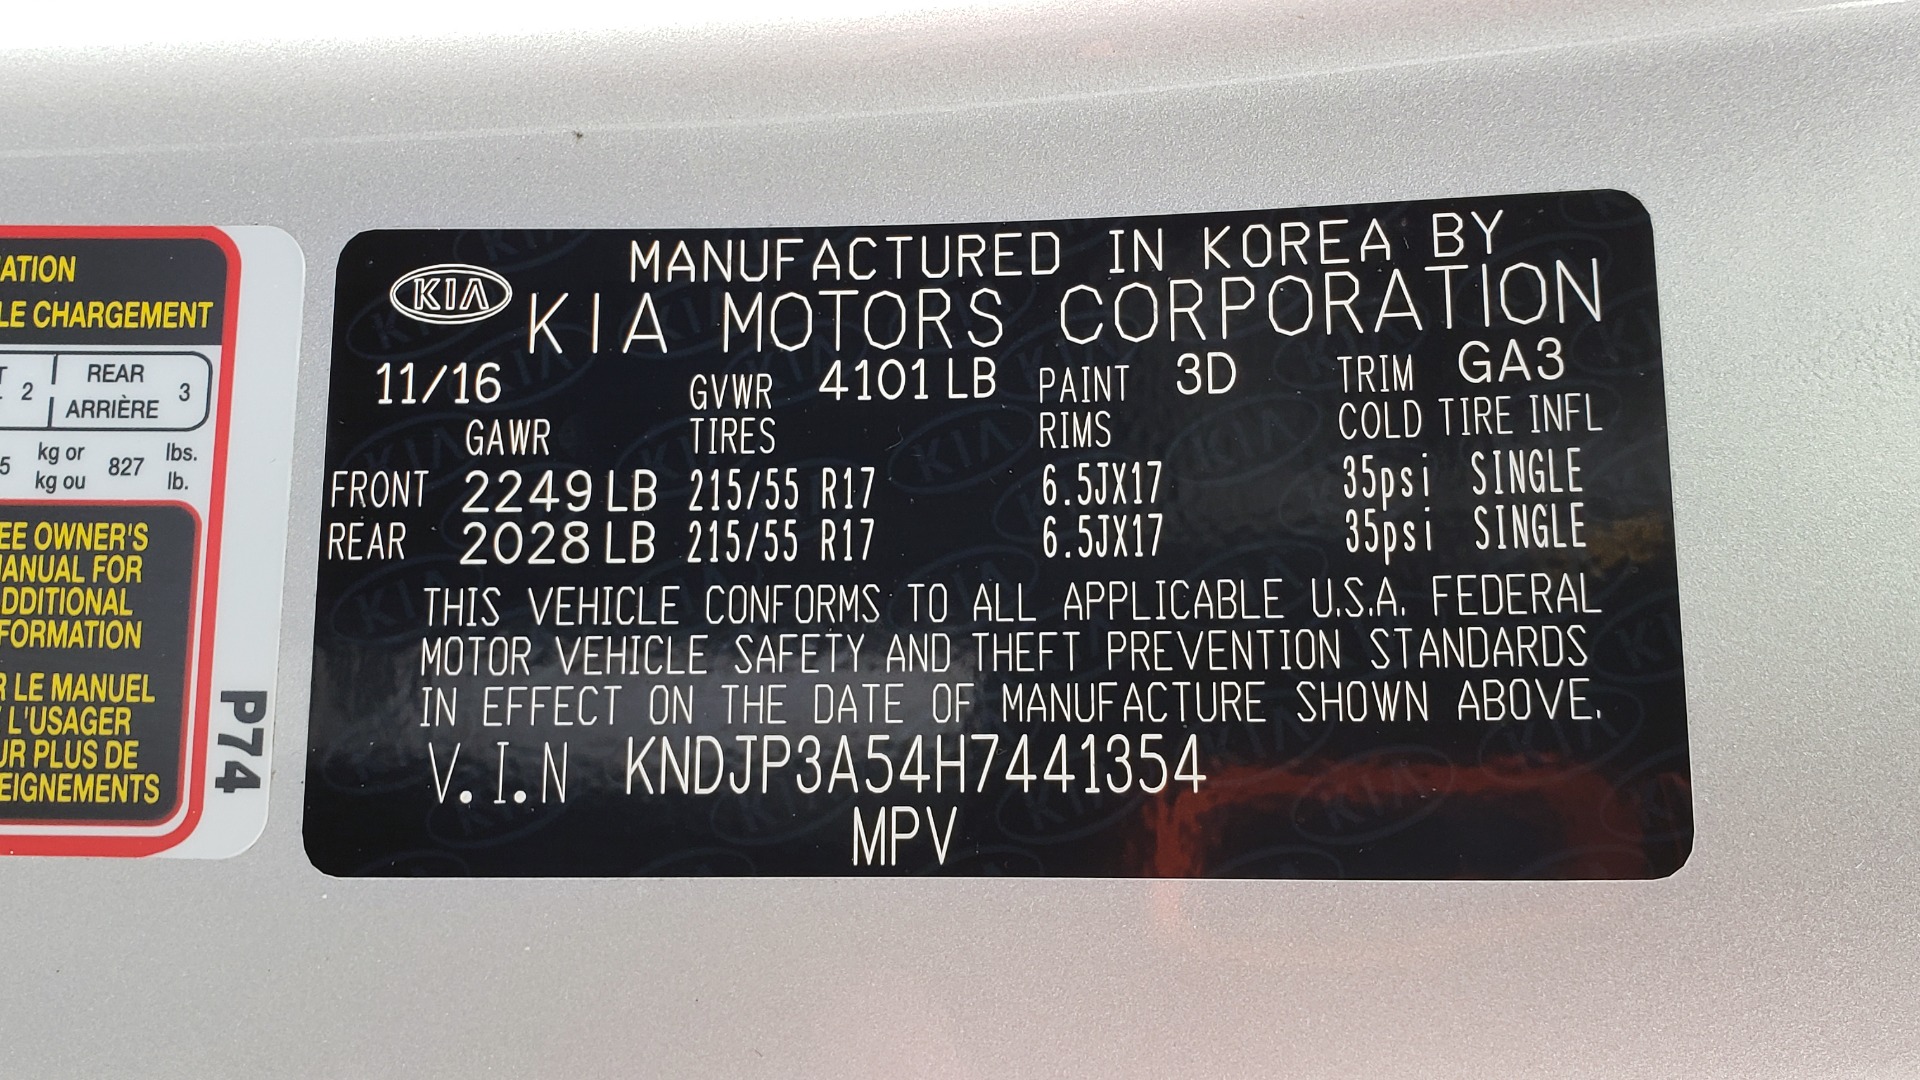 ATION
LE CHARGEMENT
2 REAR 3
ARRIÈRE
5 kg or 827 lbs.
kg ou lb.
EE OWNER'S
ANUAL FOR
DDITIONAL
FORMATION
R LE MANUEL
L'USAGER
UR PLUS DE
EIGNEMENTS
P74
MANUFACTURED IN KOREA BY
KIA KIA MOTORS CORPORATION
11/16 GVWR 4101 LB PAINT 3D TRIM GA3
GAWR TIRES RIMS COLD TIRE INFL
FRONT 2249 LB 215/55 R17 6.5JX17 35psi SINGLE
REAR 2028 LB 215/55 R17 6.5JX17 35psi SINGLE
THIS VEHICLE CONFORMS TO ALL APPLICABLE U.S.A. FEDERAL
MOTOR VEHICLE SAFETY AND THEFT PREVENTION STANDARDS
IN EFFECT ON THE DATE OF MANUFACTURE SHOWN ABOVE.
V.I.N KNDJP3A54H7441354
MPV